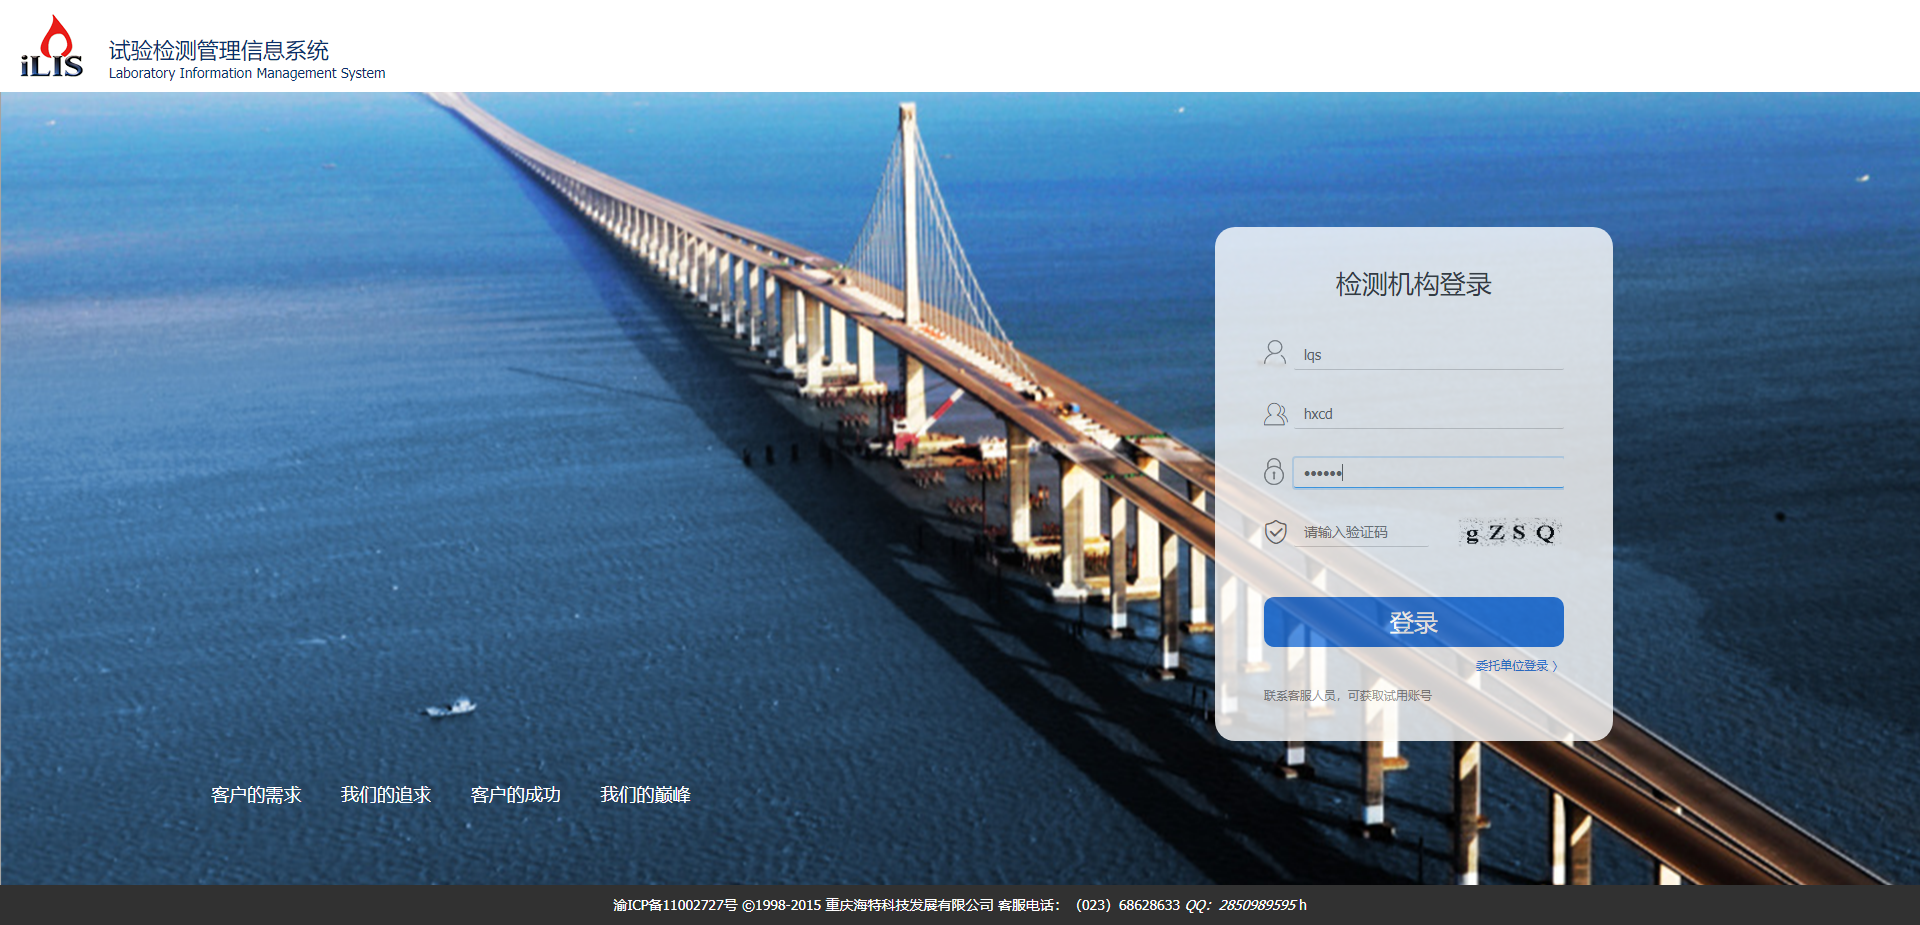 iLIS
试验检测管理信息系统
Laboratory Information Management System
检测机构登录
lqs
hxcd
••••••
请输入验证码
g Z S Q
登录
委托单位登录 〉
联系客服人员，可获取试用账号
客户的需求 我们的追求 客户的成功 我们的巅峰
渝ICP备11002727号 ©1998-2015 重庆海特科技发展有限公司 客服电话：（023）68628633 QQ：2850989595 h